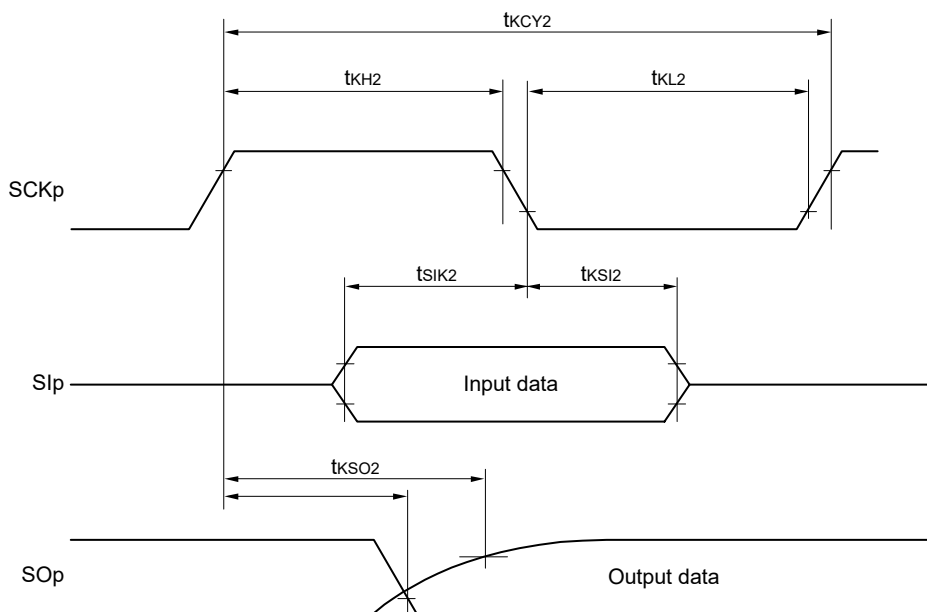 tKCY2
tKH2
tKL2
SCKp
tSIK2
tKSI2
SIp
Input data
tKSO2
SOp
Output data